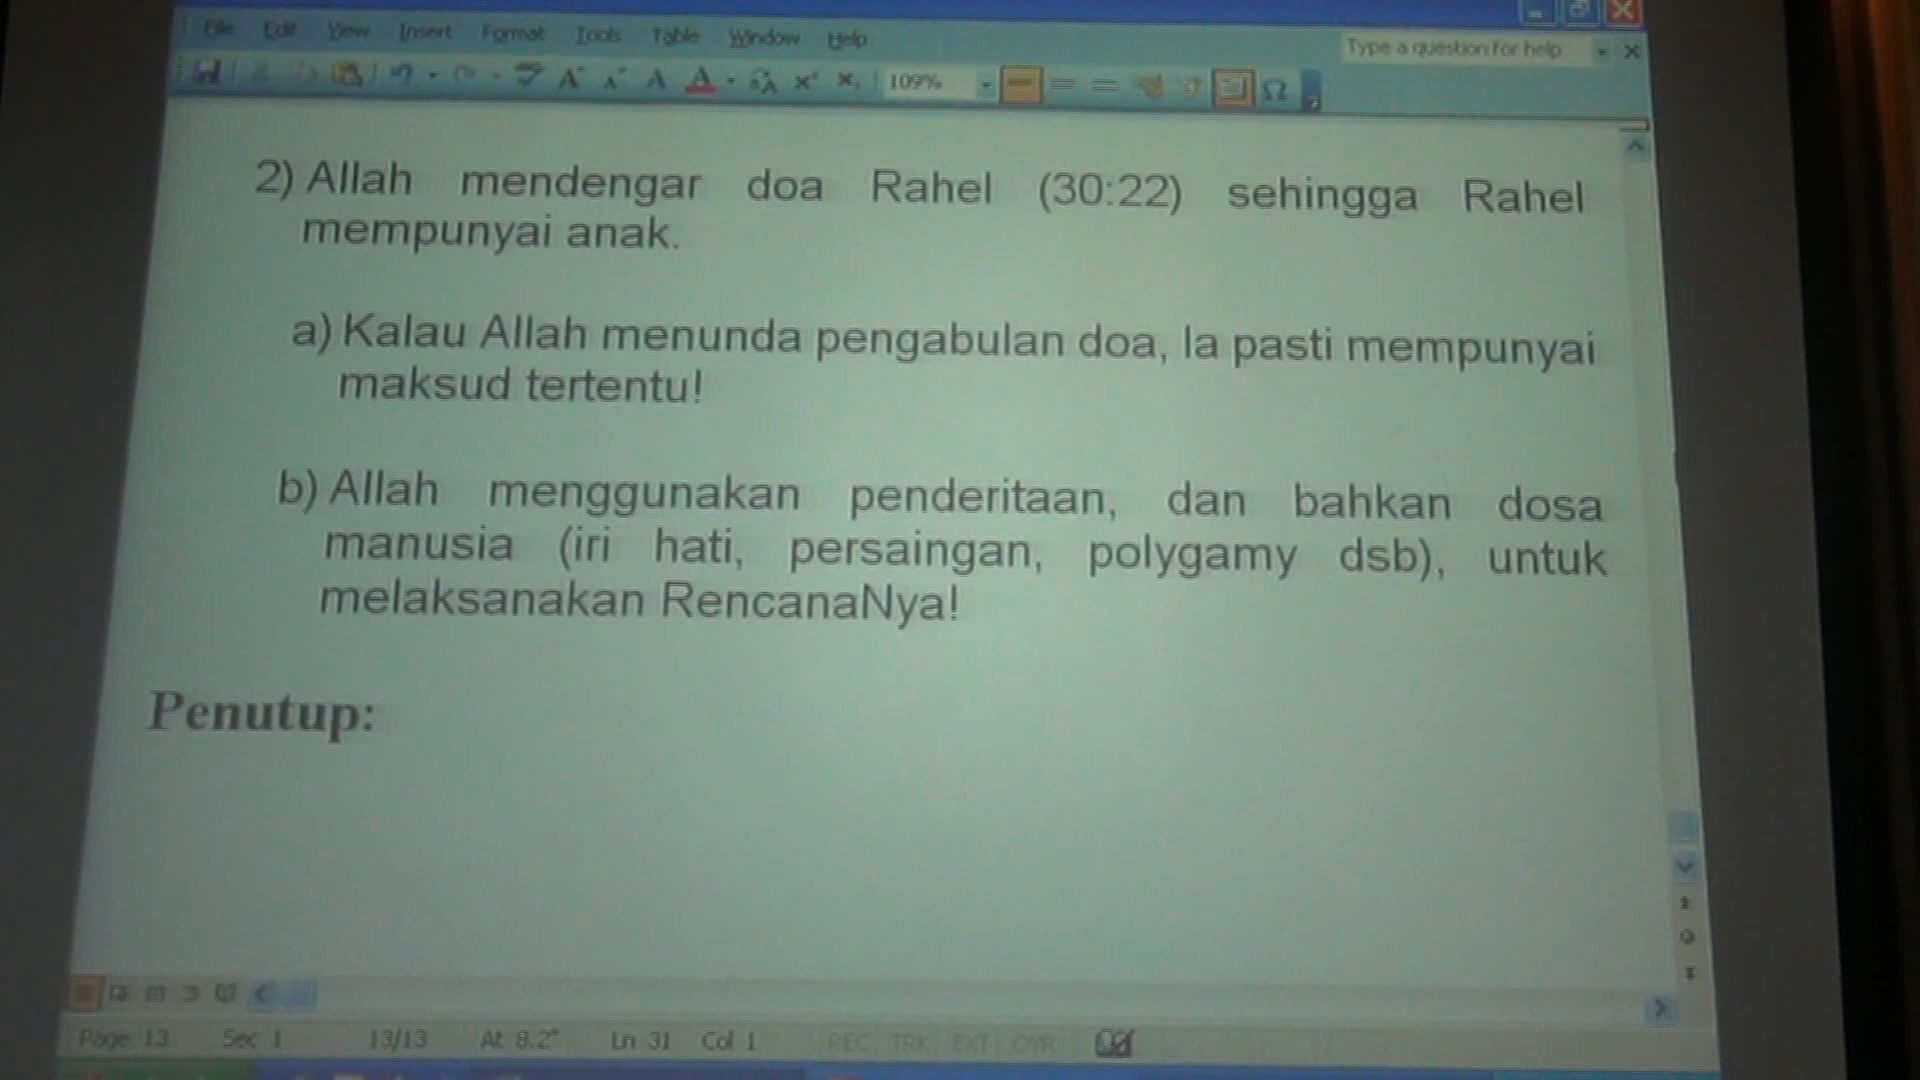 File Edit View Insert Format Tools Table Window Help
Type a question for help
109%
2) Allah mendengar doa Rahel (30:22) sehingga Rahel
mempunyai anak.
a) Kalau Allah menunda pengabulan doa, Ia pasti mempunyai
maksud tertentu!
b) Allah menggunakan penderitaan, dan bahkan dosa
manusia (iri hati, persaingan, polygamy dsb), untuk
melaksanakan RencanaNya!
Penutup:
Page 13 Sec 1 13/13 At 8.2" Ln 31 Col 1 REC TRK EXT OVR